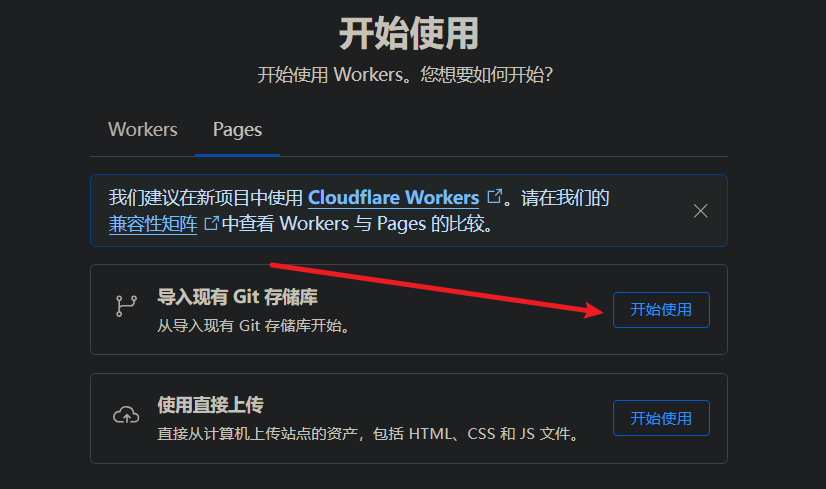 开始使用
开始使用 Workers。您想要如何开始？
Workers Pages
我们建议在新项目中使用 Cloudflare Workers 。请在我们的
兼容性矩阵 中查看 Workers 与 Pages 的比较。
导入现有 Git 存储库
从导入现有 Git 存储库开始。
开始使用
使用直接上传
直接从计算机上传站点的资产，包括 HTML、CSS 和 JS 文件。
开始使用